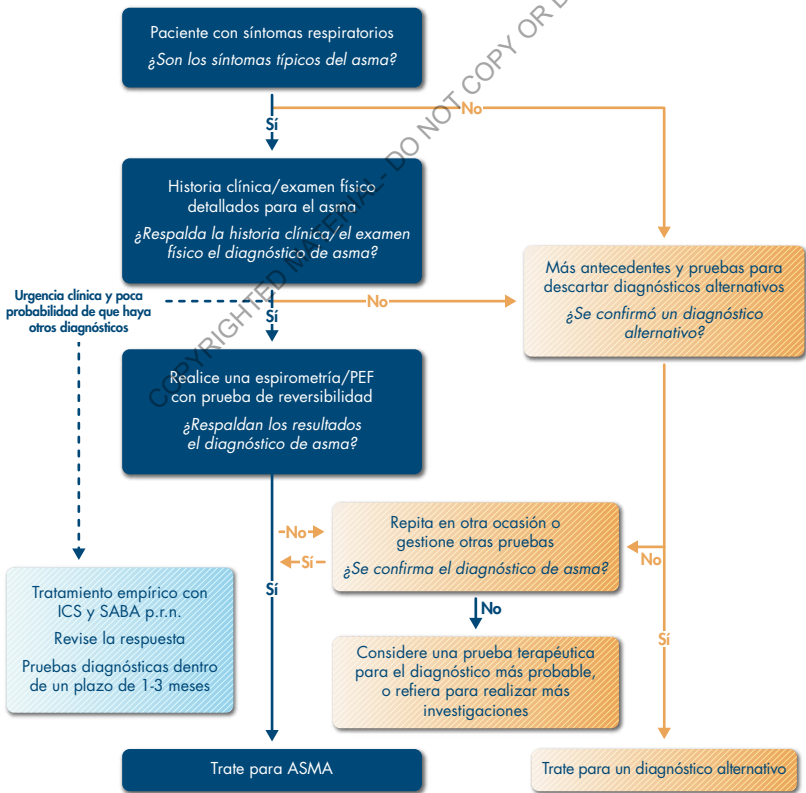 Paciente con síntomas respiratorios
¿Son los síntomas típicos del asma?
No
Sí
Historia clínica/examen físico
detallados para el asma
¿Respalda la historia clínica/el examen
físico el diagnóstico de asma?
Más antecedentes y pruebas para
descartar diagnósticos alternativos
¿Se confirmó un diagnóstico
alternativo?
Urgencia clínica y poca
probabilidad de que haya
otros diagnósticos
No
Sí
Realice una espirometría/PEF
con prueba de reversibilidad
¿Respaldan los resultados
el diagnóstico de asma?
No
Sí
Repita en otra ocasión o
gestione otras pruebas
¿Se confirma el diagnóstico de asma?
No
Sí
No
Sí
Tratamiento empírico con
ICS y SABA p.r.n.
Revise la respuesta
Pruebas diagnósticas dentro
de un plazo de 1-3 meses
Considere una prueba terapéutica
para el diagnóstico más probable,
o refiera para realizar más
investigaciones
Trate para ASMA
Trate para un diagnóstico alternativo
COPYRIGHTED MATERIAL- DO NOT COPY OR